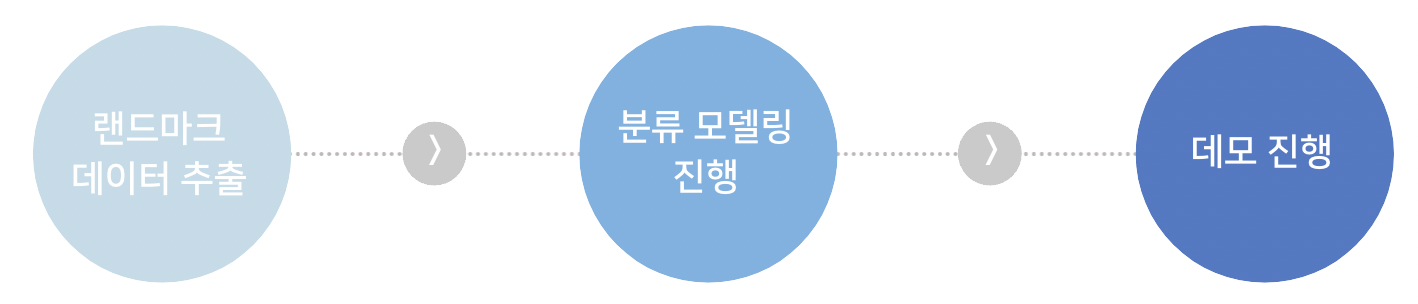 랜드마크
데이터 추출
분류 모델링
진행
데모 진행